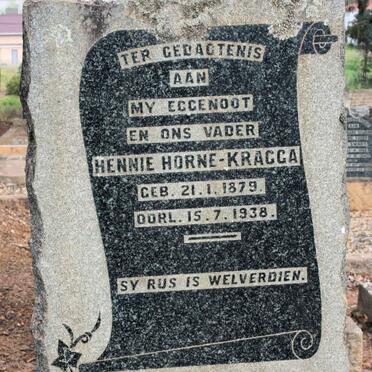 TER GEDAGTENIS
AAN
MY EGGENOOT
EN ONS VADER
HENNIE HORNE-KRAGGA
GEB. 21.1.1879.
OORL. 15.7.1938.
SY RUS IS WELVERDIEN.